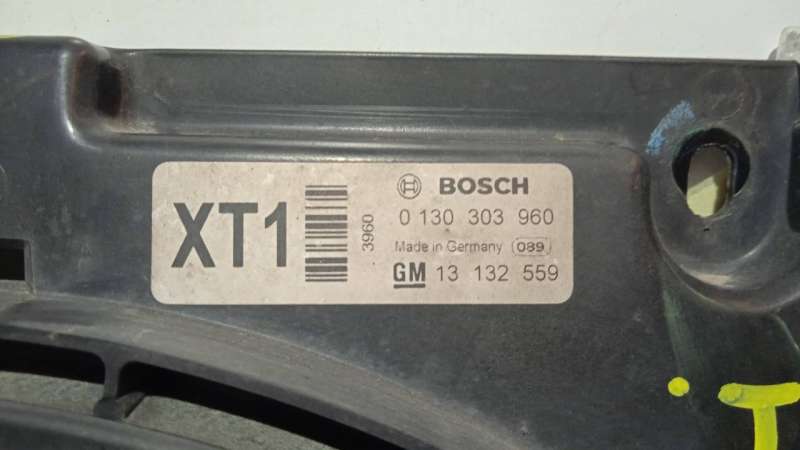 XT1
3960
BOSCH
0 130 303 960
Made in Germany 089
GM 13 132 559
T